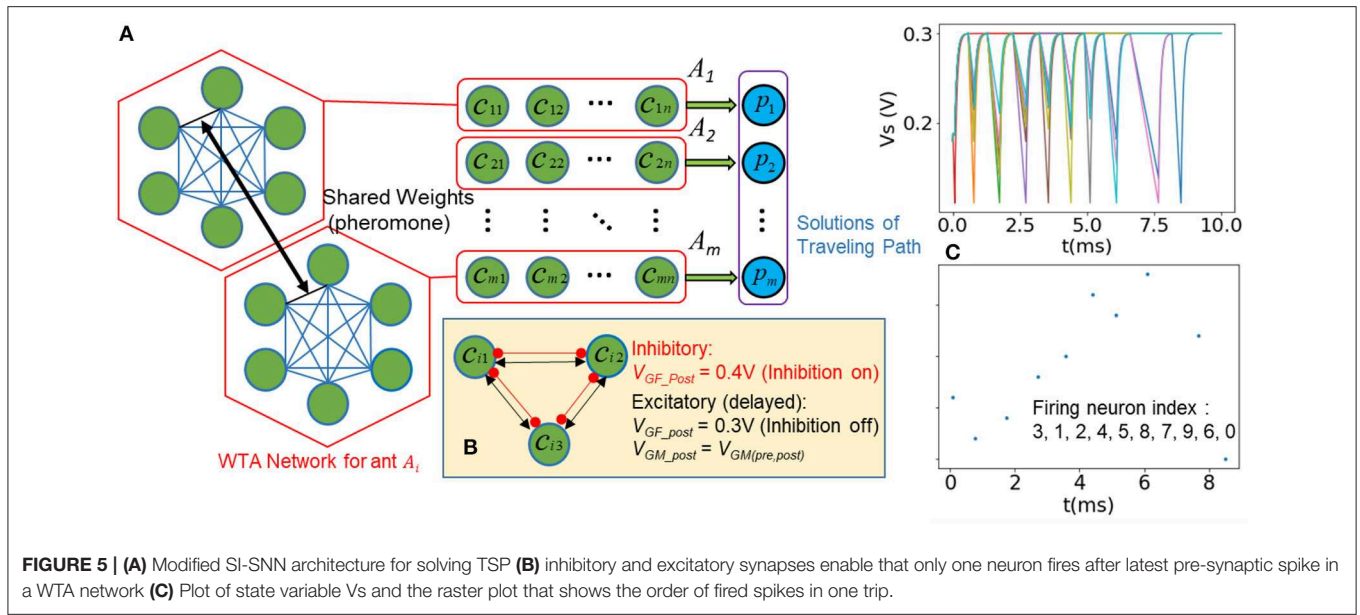 A
A1
C11 C12 ... C1n
p1
A2
C21 C22 ... C2n
p2
Shared Weights
(pheromone)
Am
Cm1 Cm2 ... Cmn
pm
Solutions of
Traveling Path
WTA Network for ant Ai
B
Ci1
Ci2
Ci3
Inhibitory:
VGF_Post = 0.4V (Inhibition on)
Excitatory (delayed):
VGF_post = 0.3V (Inhibition off)
VGM_post = VGM(pre,post)
0.3
0.2
Vs (V)
0.0 2.5 5.0 7.5 10.0
t(ms)
C
Firing neuron index :
3, 1, 2, 4, 5, 8, 7, 9, 6, 0
0 2 4 6 8
t(ms)
FIGURE 5 | (A) Modified SI-SNN architecture for solving TSP (B) inhibitory and excitatory synapses enable that only one neuron fires after latest pre-synaptic spike in
a WTA network (C) Plot of state variable Vs and the raster plot that shows the order of fired spikes in one trip.